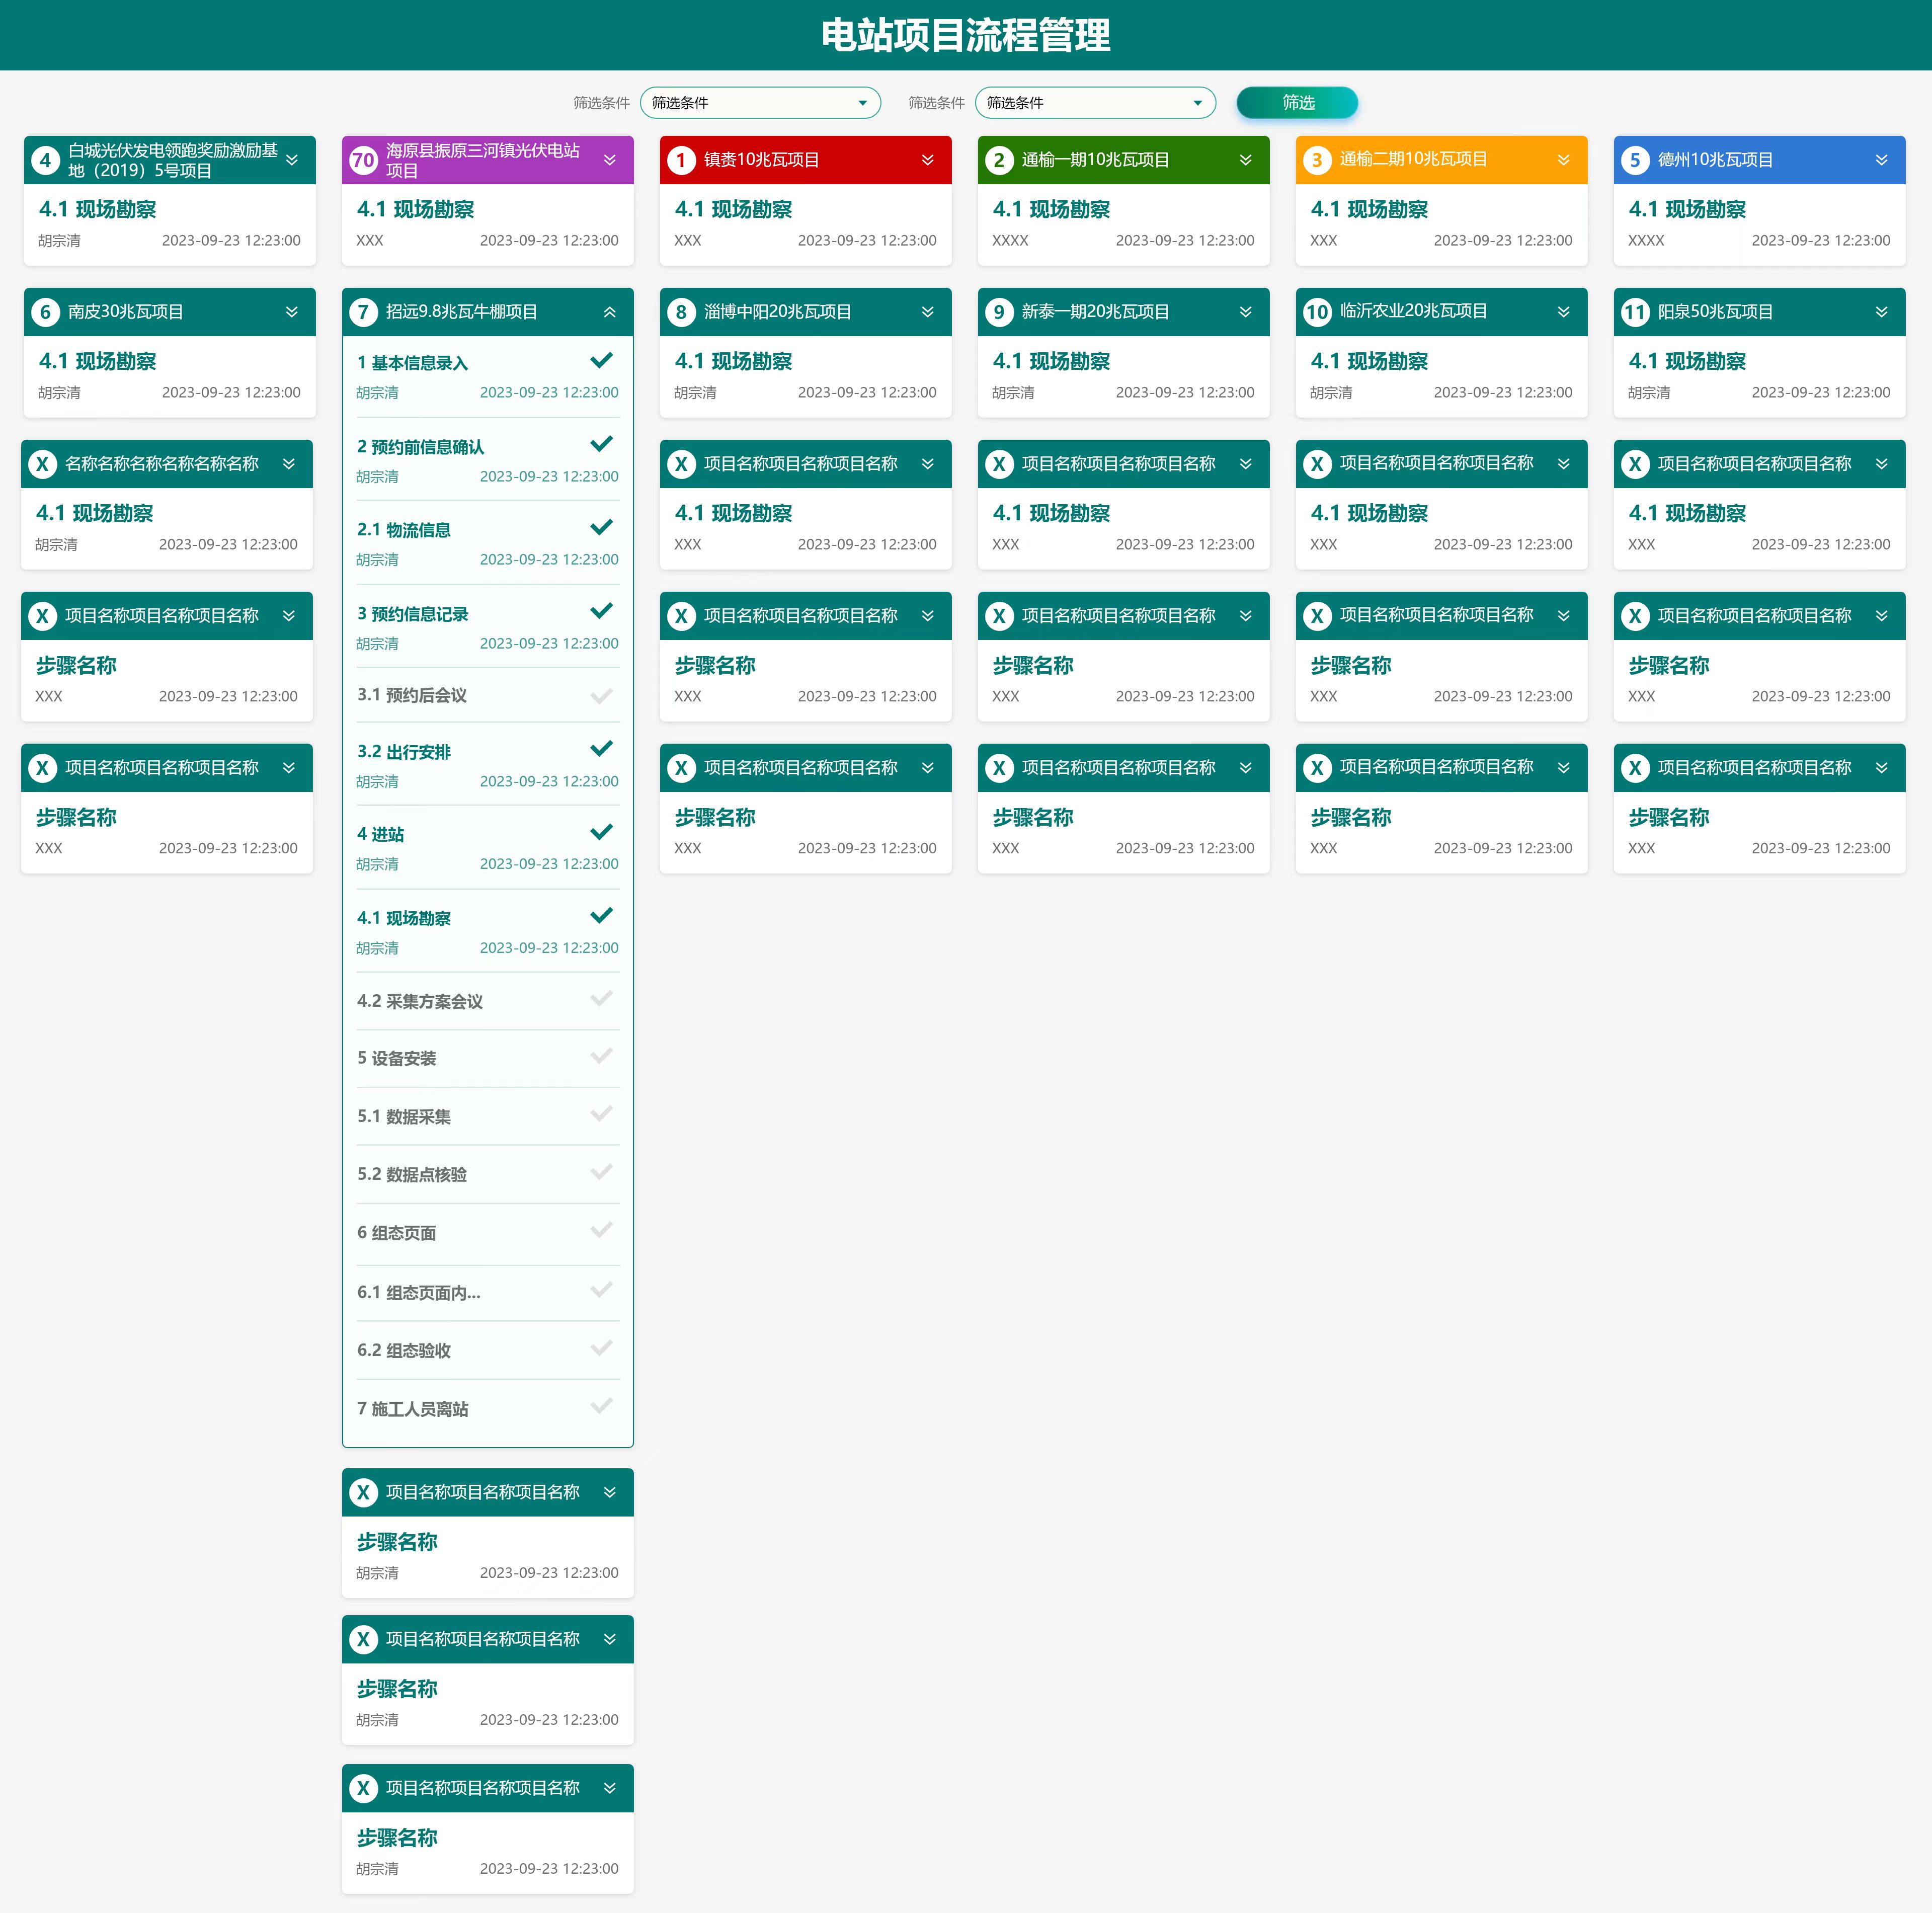 电站项目流程管理
筛选条件 筛选条件 筛选条件 筛选条件 筛选
4 白城光伏发电领跑奖励激励基
地（2019）5号项目
4.1 现场勘察
胡宗清 2023-09-23 12:23:00
70 海原县振原三河镇光伏电站
项目
4.1 现场勘察
XXX 2023-09-23 12:23:00
1 镇赉10兆瓦项目
4.1 现场勘察
XXX 2023-09-23 12:23:00
2 通榆一期10兆瓦项目
4.1 现场勘察
XXXX 2023-09-23 12:23:00
3 通榆二期10兆瓦项目
4.1 现场勘察
XXX 2023-09-23 12:23:00
5 德州10兆瓦项目
4.1 现场勘察
XXXX 2023-09-23 12:23:00
6 南皮30兆瓦项目
4.1 现场勘察
胡宗清 2023-09-23 12:23:00
7 招远9.8兆瓦牛棚项目
1 基本信息录入
胡宗清 2023-09-23 12:23:00
2 预约前信息确认
胡宗清 2023-09-23 12:23:00
2.1 物流信息
胡宗清 2023-09-23 12:23:00
3 预约信息记录
胡宗清 2023-09-23 12:23:00
3.1 预约后会议
3.2 出行安排
胡宗清 2023-09-23 12:23:00
4 进站
胡宗清 2023-09-23 12:23:00
4.1 现场勘察
胡宗清 2023-09-23 12:23:00
4.2 采集方案会议
5 设备安装
5.1 数据采集
5.2 数据点核验
6 组态页面
6.1 组态页面内...
6.2 组态验收
7 施工人员离站
8 淄博中阳20兆瓦项目
4.1 现场勘察
胡宗清 2023-09-23 12:23:00
9 新泰一期20兆瓦项目
4.1 现场勘察
胡宗清 2023-09-23 12:23:00
10 临沂农业20兆瓦项目
4.1 现场勘察
胡宗清 2023-09-23 12:23:00
11 阳泉50兆瓦项目
4.1 现场勘察
胡宗清 2023-09-23 12:23:00
X 名称名称名称名称名称名称
4.1 现场勘察
胡宗清 2023-09-23 12:23:00
X 项目名称项目名称项目名称
4.1 现场勘察
XXX 2023-09-23 12:23:00
X 项目名称项目名称项目名称
4.1 现场勘察
XXX 2023-09-23 12:23:00
X 项目名称项目名称项目名称
4.1 现场勘察
XXX 2023-09-23 12:23:00
X 项目名称项目名称项目名称
4.1 现场勘察
XXX 2023-09-23 12:23:00
X 项目名称项目名称项目名称
步骤名称
XXX 2023-09-23 12:23:00
X 项目名称项目名称项目名称
步骤名称
XXX 2023-09-23 12:23:00
X 项目名称项目名称项目名称
步骤名称
XXX 2023-09-23 12:23:00
X 项目名称项目名称项目名称
步骤名称
XXX 2023-09-23 12:23:00
X 项目名称项目名称项目名称
步骤名称
XXX 2023-09-23 12:23:00
X 项目名称项目名称项目名称
步骤名称
XXX 2023-09-23 12:23:00
X 项目名称项目名称项目名称
步骤名称
XXX 2023-09-23 12:23:00
X 项目名称项目名称项目名称
步骤名称
XXX 2023-09-23 12:23:00
X 项目名称项目名称项目名称
步骤名称
XXX 2023-09-23 12:23:00
X 项目名称项目名称项目名称
步骤名称
XXX 2023-09-23 12:23:00
X 项目名称项目名称项目名称
步骤名称
胡宗清 2023-09-23 12:23:00
X 项目名称项目名称项目名称
步骤名称
胡宗清 2023-09-23 12:23:00
X 项目名称项目名称项目名称
步骤名称
胡宗清 2023-09-23 12:23:00